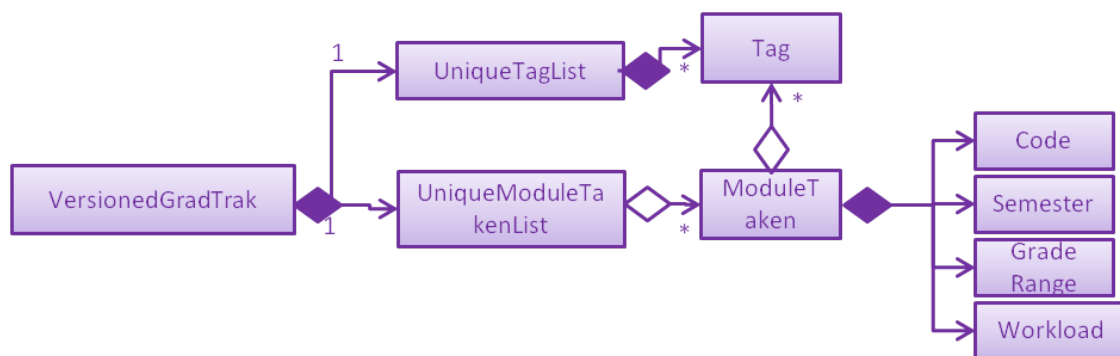 1
UniqueTagList
*
Tag
*
VersionedGradTrak
1
UniqueModuleTa
kenList
*
ModuleT
aken
Code
Semester
Grade
Range
Workload